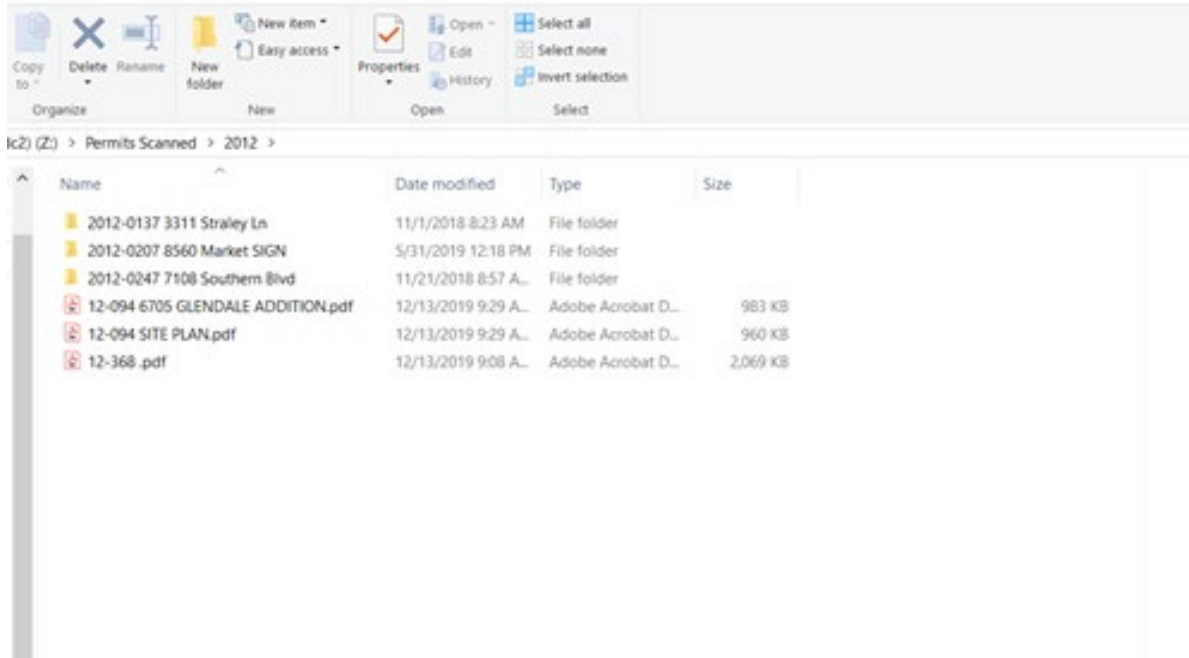 New item
Open
Select all
Easy access
Edit
Select none
Copy to
Delete
Rename
New folder
Properties
History
Invert selection
Organize
New
Open
Select
(Z:) > Permits Scanned > 2012 >
Name Date modified Type Size
2012-0137 3311 Straley Ln 11/1/2018 8:23 AM File folder
2012-0207 8560 Market SIGN 5/31/2019 12:18 PM File folder
2012-0247 7108 Southern Blvd 11/21/2018 8:57 A... File folder
12-094 6705 GLENDALE ADDITION.pdf 12/13/2019 9:29 A... Adobe Acrobat D... 983 KB
12-094 SITE PLAN.pdf 12/13/2019 9:29 A... Adobe Acrobat D... 960 KB
12-368 .pdf 12/13/2019 9:08 A... Adobe Acrobat D... 2,069 KB